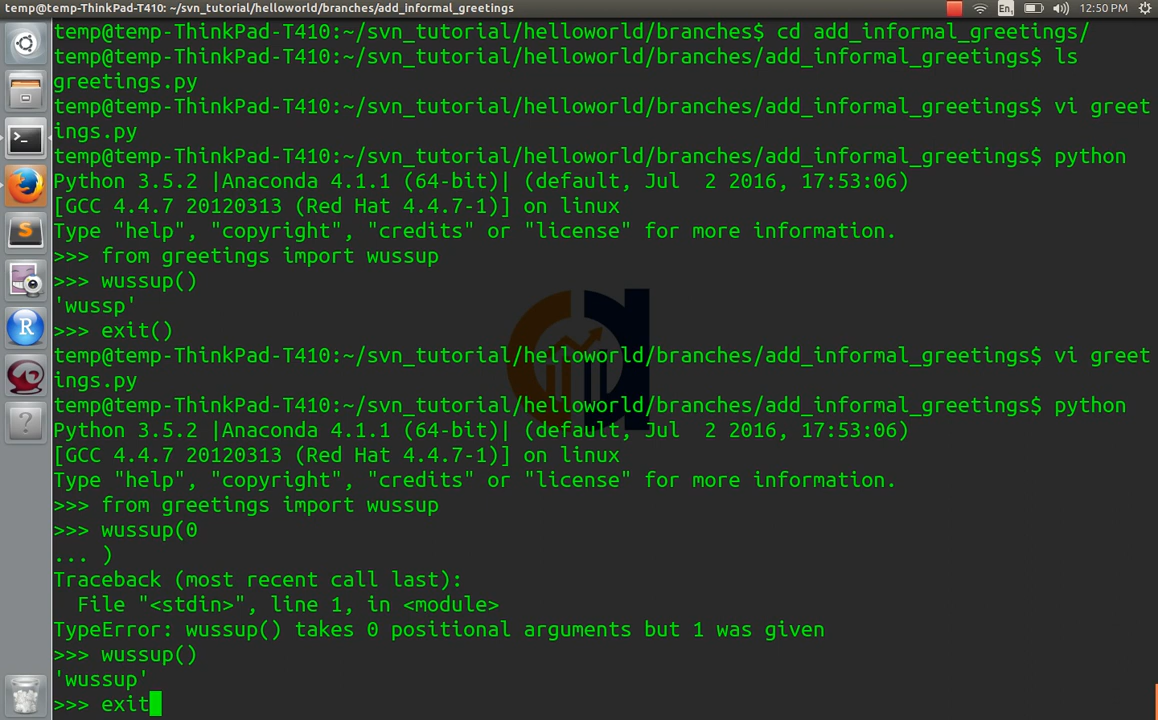 temp@temp-ThinkPad-T410: ~/svn_tutorial/helloworld/branches/add_informal_greetings
En
12:50 PM
temp@temp-ThinkPad-T410:~/svn_tutorial/helloworld/branches$ cd add_informal_greetings/
temp@temp-ThinkPad-T410:~/svn_tutorial/helloworld/branches/add_informal_greetings$ ls
greetings.py
temp@temp-ThinkPad-T410:~/svn_tutorial/helloworld/branches/add_informal_greetings$ vi greet
ings.py
temp@temp-ThinkPad-T410:~/svn_tutorial/helloworld/branches/add_informal_greetings$ python
Python 3.5.2 |Anaconda 4.1.1 (64-bit)| (default, Jul  2 2016, 17:53:06)
[GCC 4.4.7 20120313 (Red Hat 4.4.7-1)] on linux
Type "help", "copyright", "credits" or "license" for more information.
>>> from greetings import wussup
>>> wussup()
'wussp'
>>> exit()
temp@temp-ThinkPad-T410:~/svn_tutorial/helloworld/branches/add_informal_greetings$ vi greet
ings.py
temp@temp-ThinkPad-T410:~/svn_tutorial/helloworld/branches/add_informal_greetings$ python
Python 3.5.2 |Anaconda 4.1.1 (64-bit)| (default, Jul  2 2016, 17:53:06)
[GCC 4.4.7 20120313 (Red Hat 4.4.7-1)] on linux
Type "help", "copyright", "credits" or "license" for more information.
>>> from greetings import wussup
>>> wussup(0
... )
Traceback (most recent call last):
  File "<stdin>", line 1, in <module>
TypeError: wussup() takes 0 positional arguments but 1 was given
>>> wussup()
'wussup'
>>> exit